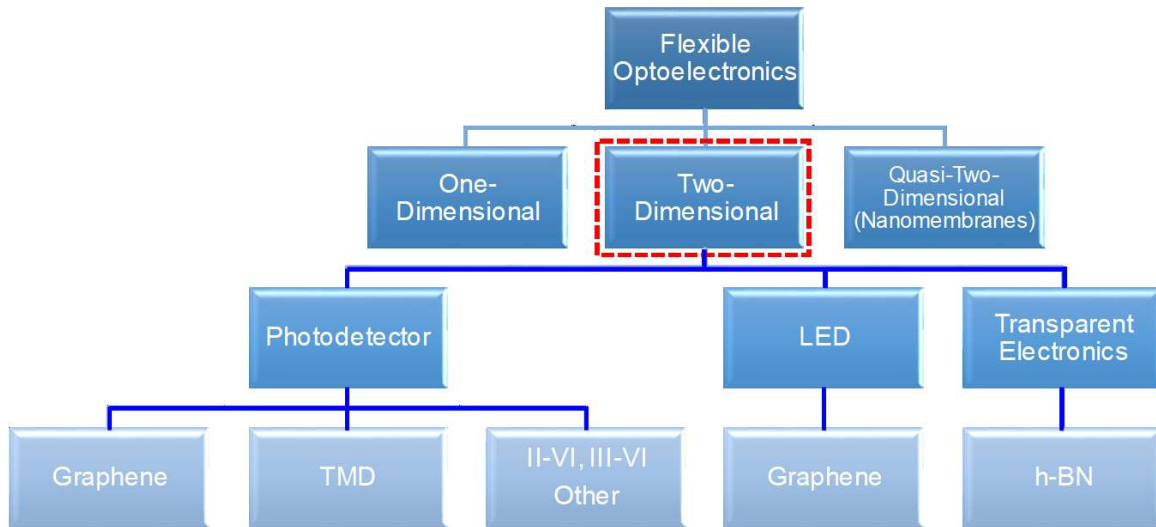 Flexible
Optoelectronics
One-
Dimensional
Two-
Dimensional
Quasi-Two-
Dimensional
(Nanomembranes)
Photodetector
LED
Transparent
Electronics
Graphene
TMD
II-VI, III-VI
Other
Graphene
h-BN